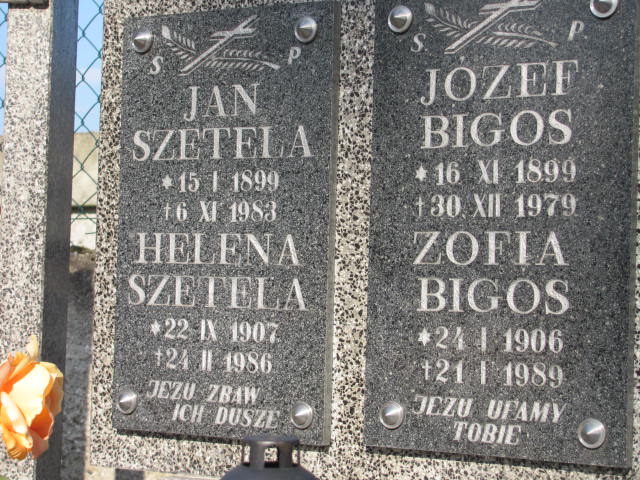 S P
JAN
SZETELA
*15 I 1899
†6 XI 1983
HELENA
SZETELA
*22 IX 1907
†24 II 1986
JEZU ZBAW
ICH DUSZE
S P
JÓZEF
BIGOS
*16 XI 1899
†30 XII 1979
ZOFIA
BIGOS
*24 I 1906
†21 I 1989
JEZU UFAMY
TOBIE